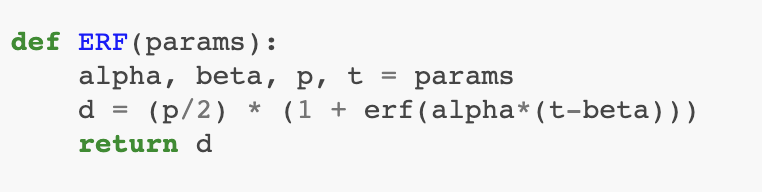 def ERF(params):
    alpha, beta, p, t = params
    d = (p/2) * (1 + erf(alpha*(t-beta)))
    return d